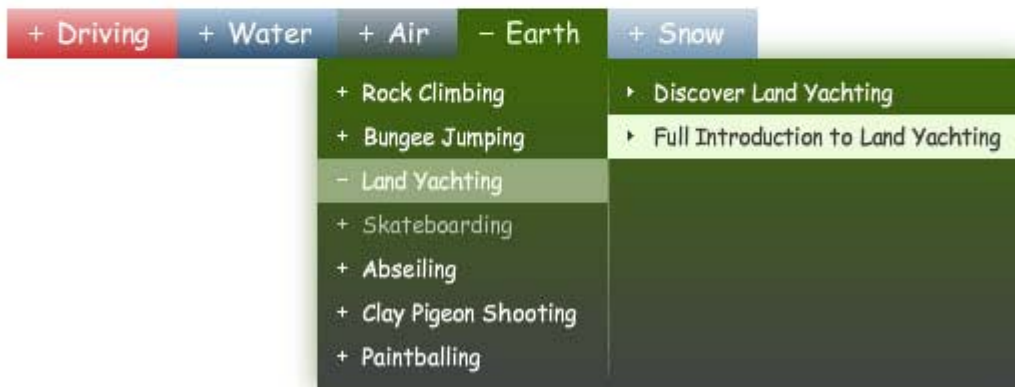 + Driving + Water + Air − Earth + Snow
+ Rock Climbing
+ Bungee Jumping
− Land Yachting
+ Skateboarding
+ Abseiling
+ Clay Pigeon Shooting
+ Paintballing
Discover Land Yachting
Full Introduction to Land Yachting